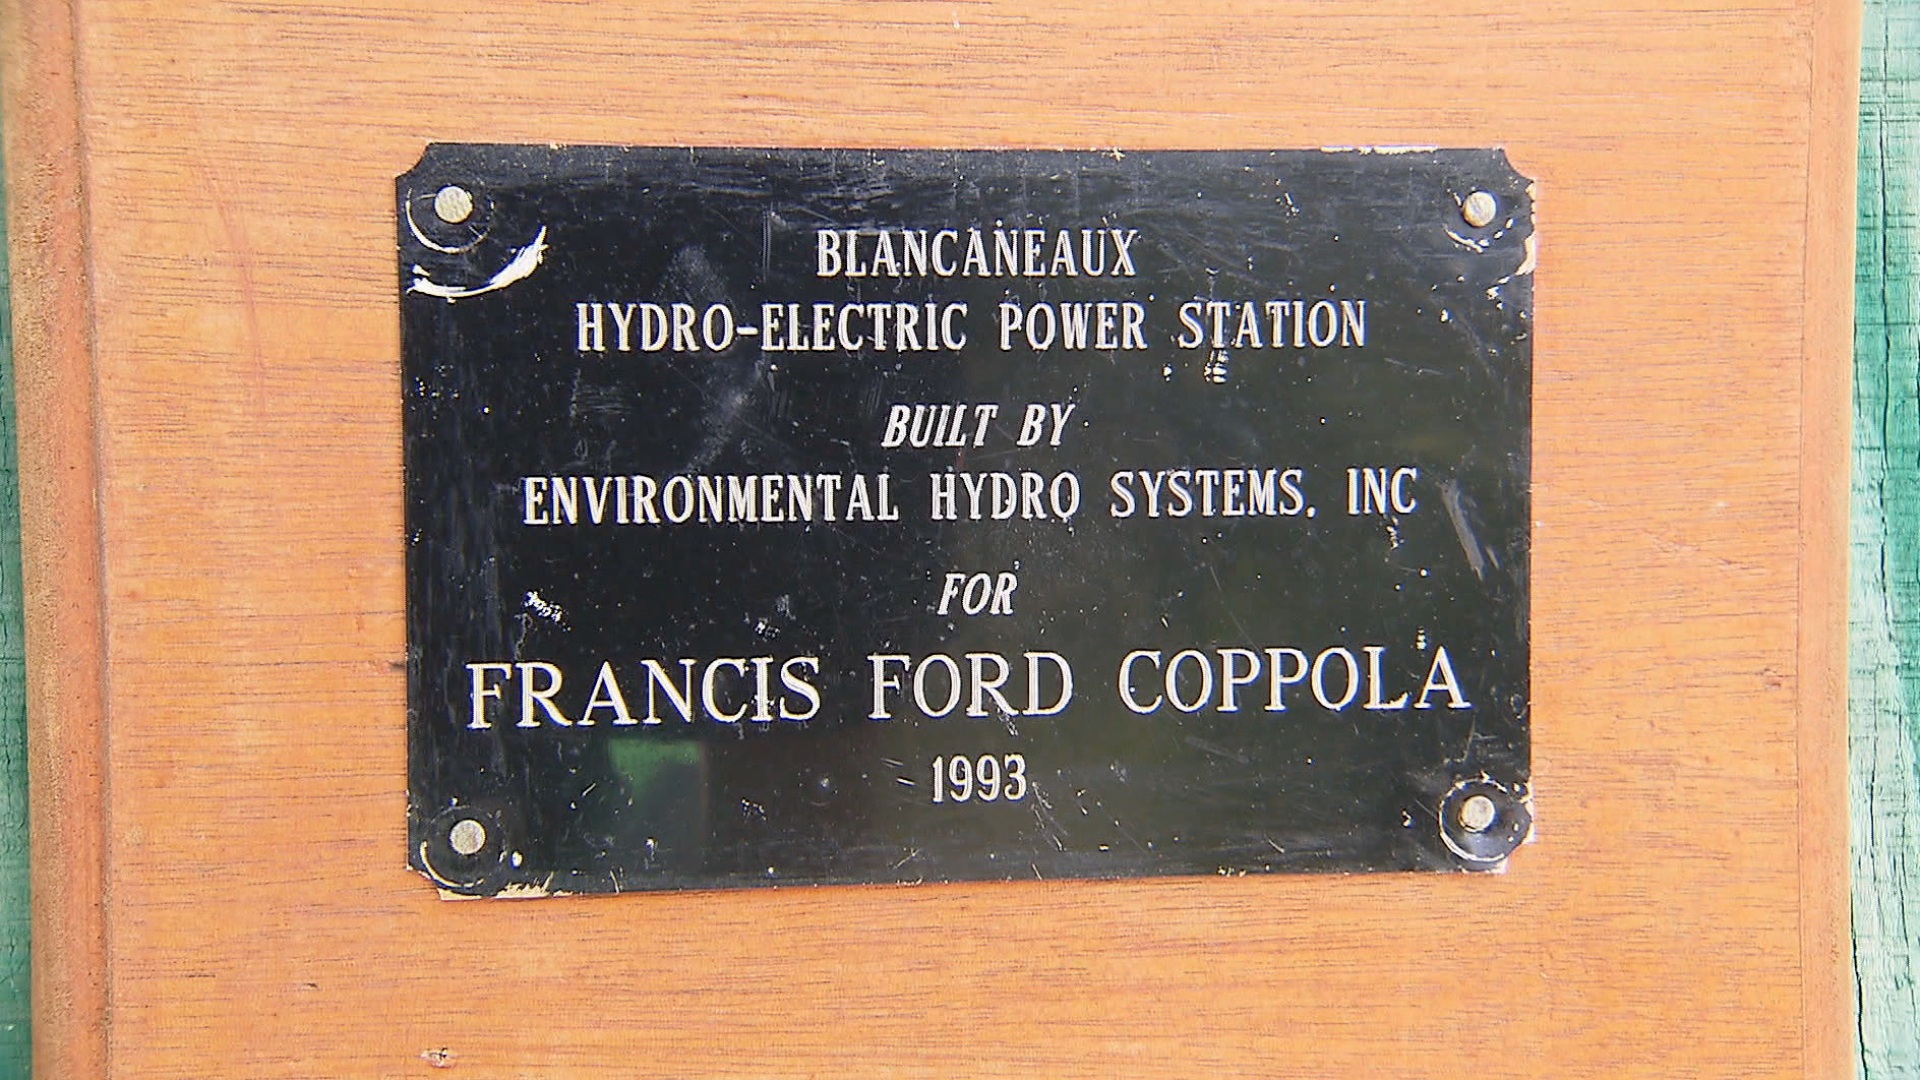 BLANCANEAUX
HYDRO-ELECTRIC POWER STATION
BUILT BY
ENVIRONMENTAL HYDRO SYSTEMS, INC
FOR
FRANCIS FORD COPPOLA
1993